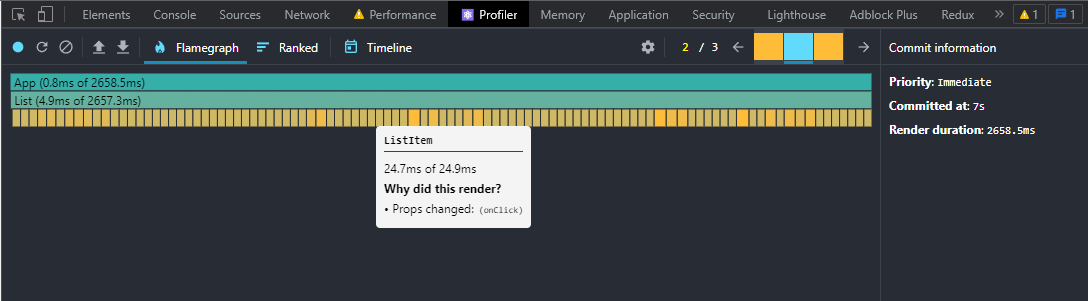 Elements Console Sources Network Performance Profiler Memory Application Security Lighthouse Adblock Plus Redux » 1 1
Flamegraph Ranked Timeline 2 / 3 Commit information
App (0.8ms of 2658.5ms)
List (4.9ms of 2657.3ms)
ListItem
24.7ms of 24.9ms
Why did this render?
• Props changed: (onClick)
Priority: Immediate
Committed at: 7s
Render duration: 2658.5ms